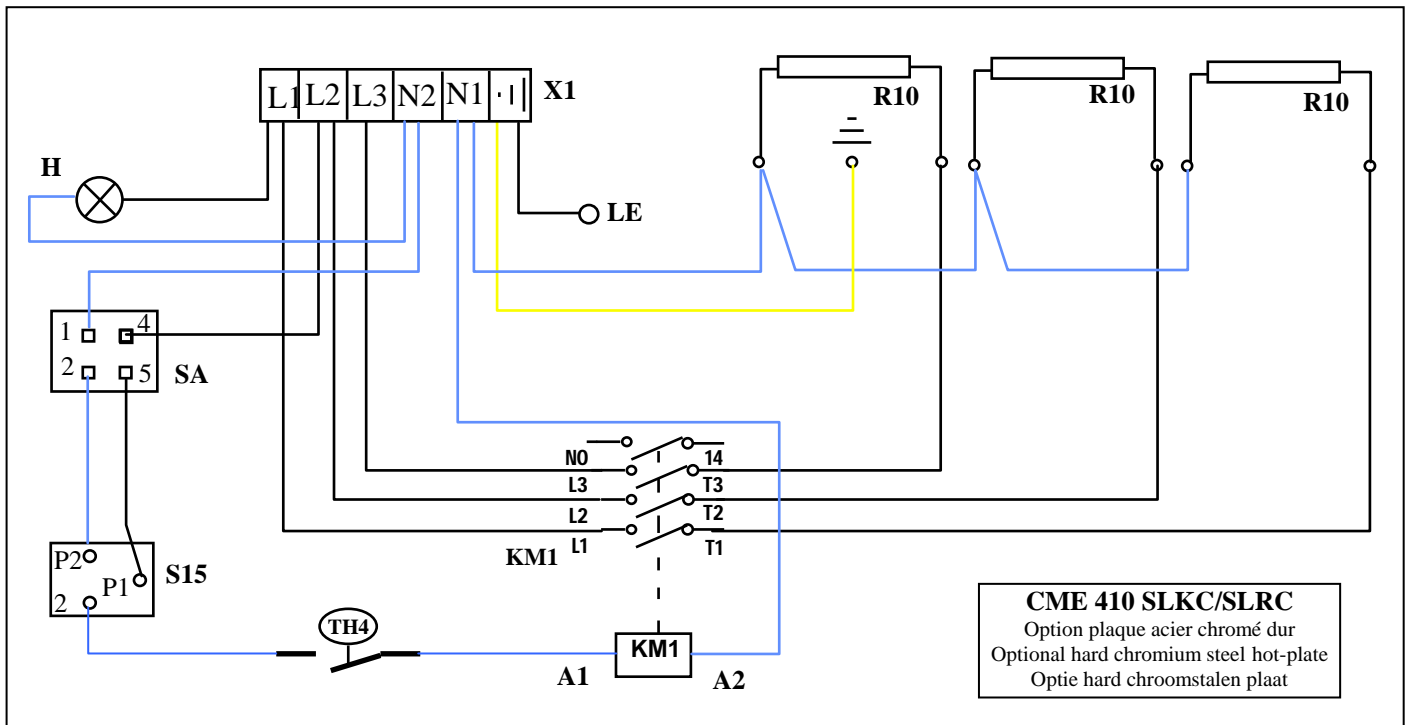 L1 L2 L3 N2 N1 X1
R10 R10 R10
H
LE
1 4
2 5 SA
NO 14
L3 T3
L2 T2
KM1 L1 T1
P2
P1 S15
2
TH4
KM1
A1 A2
CME 410 SLKC/SLRC
Option plaque acier chromé dur
Optional hard chromium steel hot-plate
Optie hard chroomstalen plaat